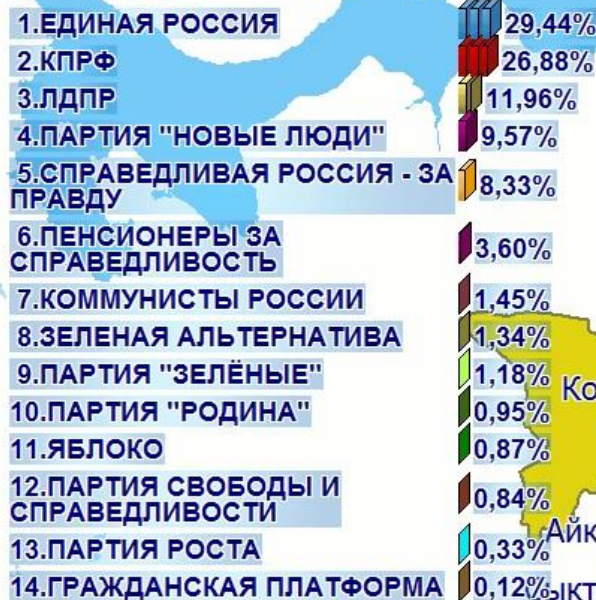 1.ЕДИНАЯ РОССИЯ 29,44%
2.КПРФ 26,88%
3.ЛДПР 11,96%
4.ПАРТИЯ "НОВЫЕ ЛЮДИ" 9,57%
5.СПРАВЕДЛИВАЯ РОССИЯ - ЗА
ПРАВДУ 8,33%
6.ПЕНСИОНЕРЫ ЗА
СПРАВЕДЛИВОСТЬ 3,60%
7.КОММУНИСТЫ РОССИИ 1,45%
8.ЗЕЛЕНАЯ АЛЬТЕРНАТИВА 1,34%
9.ПАРТИЯ "ЗЕЛЁНЫЕ" 1,18%
Ко
10.ПАРТИЯ "РОДИНА" 0,95%
11.ЯБЛОКО 0,87%
12.ПАРТИЯ СВОБОДЫ И
СПРАВЕДЛИВОСТИ 0,84%
Айк
13.ПАРТИЯ РОСТА 0,33%
14.ГРАЖДАНСКАЯ ПЛАТФОРМА 0,12%